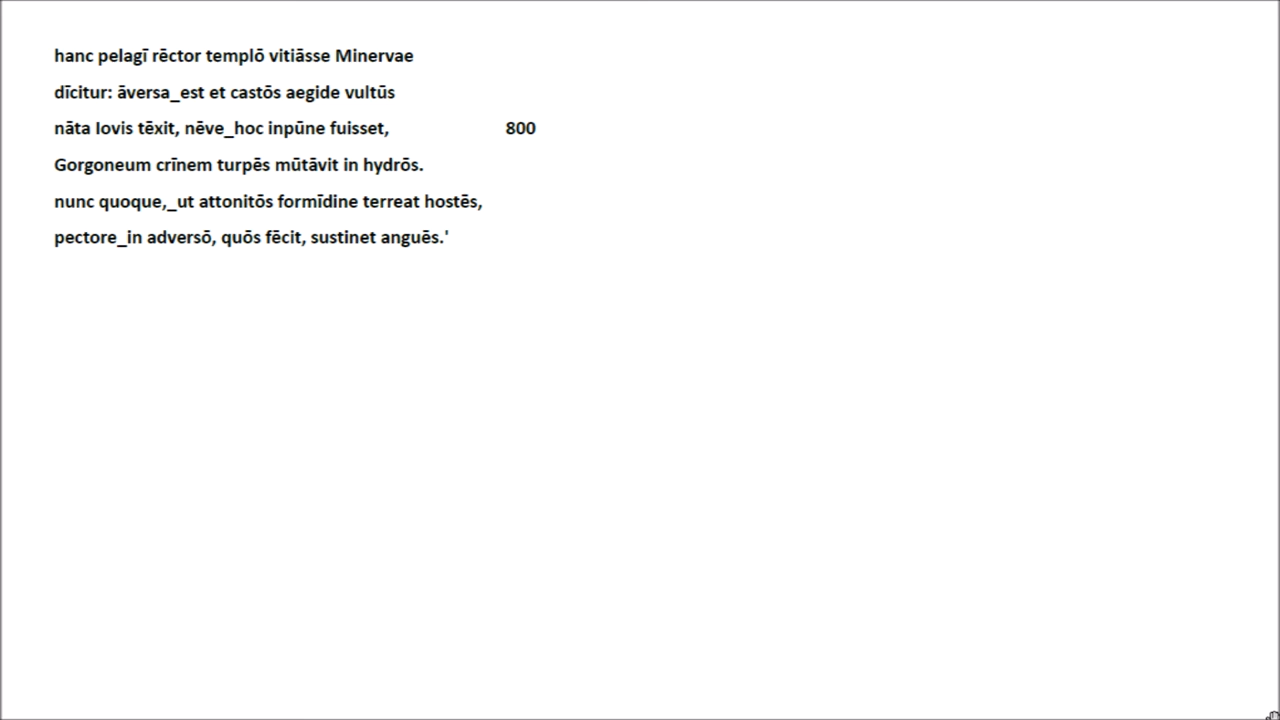 hanc pelagī rēctor templō vitiāsse Minervae
dīcitur: āversa_est et castōs aegide vultūs
nāta Iovis tēxit, nēve_hoc inpūne fuisset, 800
Gorgoneum crīnem turpēs mūtāvit in hydrōs.
nunc quoque,_ut attonitōs formīdine terreat hostēs,
pectore_in adversō, quōs fēcit, sustinet anguēs.'